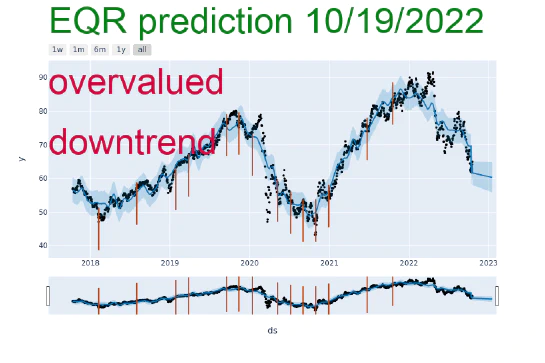 EQR prediction 10/19/2022
1w 1m 6m 1y all
overvalued
downtrend
90
80
70
60
50
40
y
2018 2019 2020 2021 2022 2023
ds